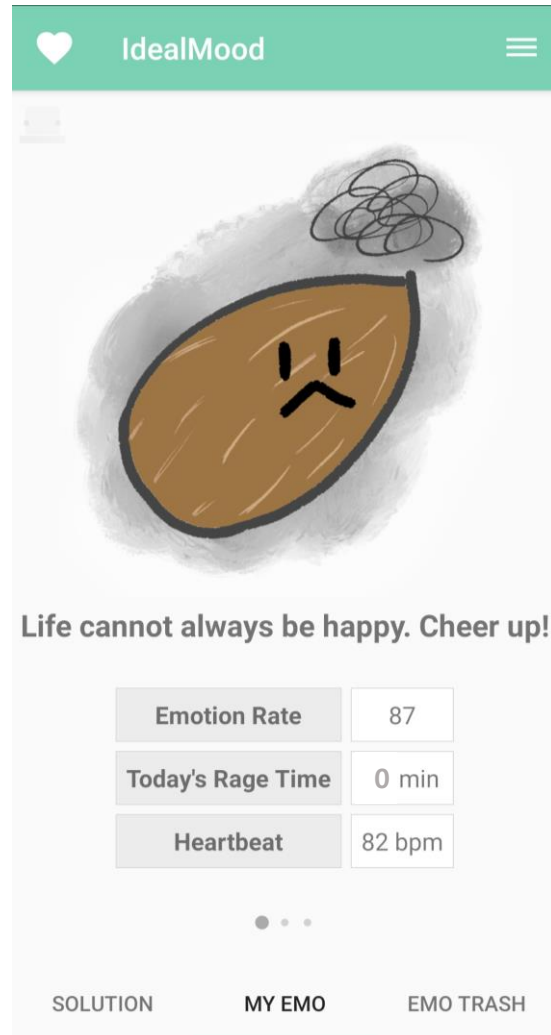 IdealMood
Life cannot always be happy. Cheer up!
Emotion Rate 87
Today's Rage Time 0 min
Heartbeat 82 bpm
SOLUTION MY EMO EMO TRASH